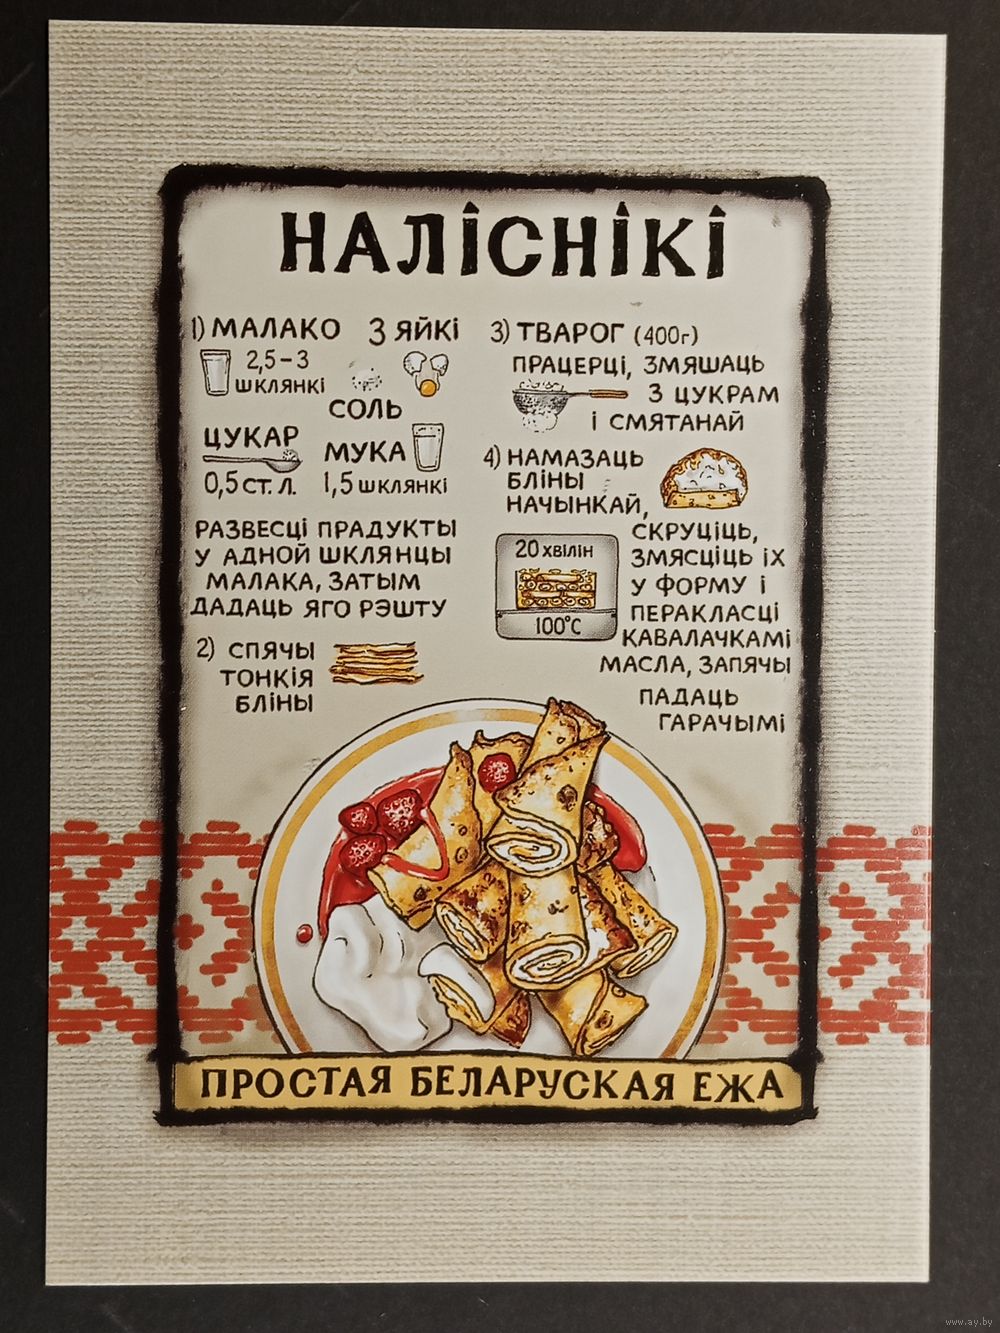 НАЛІСНІКІ
1) МАЛАКО 3 ЯЙКІ
2,5–3
ШКЛЯНКІ
СОЛЬ
ЦУКАР МУКА
0,5 СТ. Л. 1,5 ШКЛЯНКІ
РАЗВЕСЦІ ПРАДУКТЫ
У АДНОЙ ШКЛЯНЦЫ
МАЛАКА, ЗАТЫМ
ДАДАЦЬ ЯГО РЭШТУ
2) СПЯЧЫ
ТОНКІЯ
БЛІНЫ
3) ТВАРОГ (400г)
ПРАЦЕРЦІ, ЗМЯШАЦЬ
З ЦУКРАМ
І СМЯТАНАЙ
4) НАМАЗАЦЬ
БЛІНЫ
НАЧЫНКАЙ,
СКРУЦІЦЬ,
ЗМЯСЦІЦЬ ІХ
У ФОРМУ І
ПЕРАКЛАСЦІ
КАВАЛАЧКАМІ
МАСЛА, ЗАПЯЧЫ
20 ХВІЛІН
100°C
ПАДАЦЬ
ГАРАЧЫМІ
ПРОСТАЯ БЕЛАРУСКАЯ ЕЖА
www.ay.by